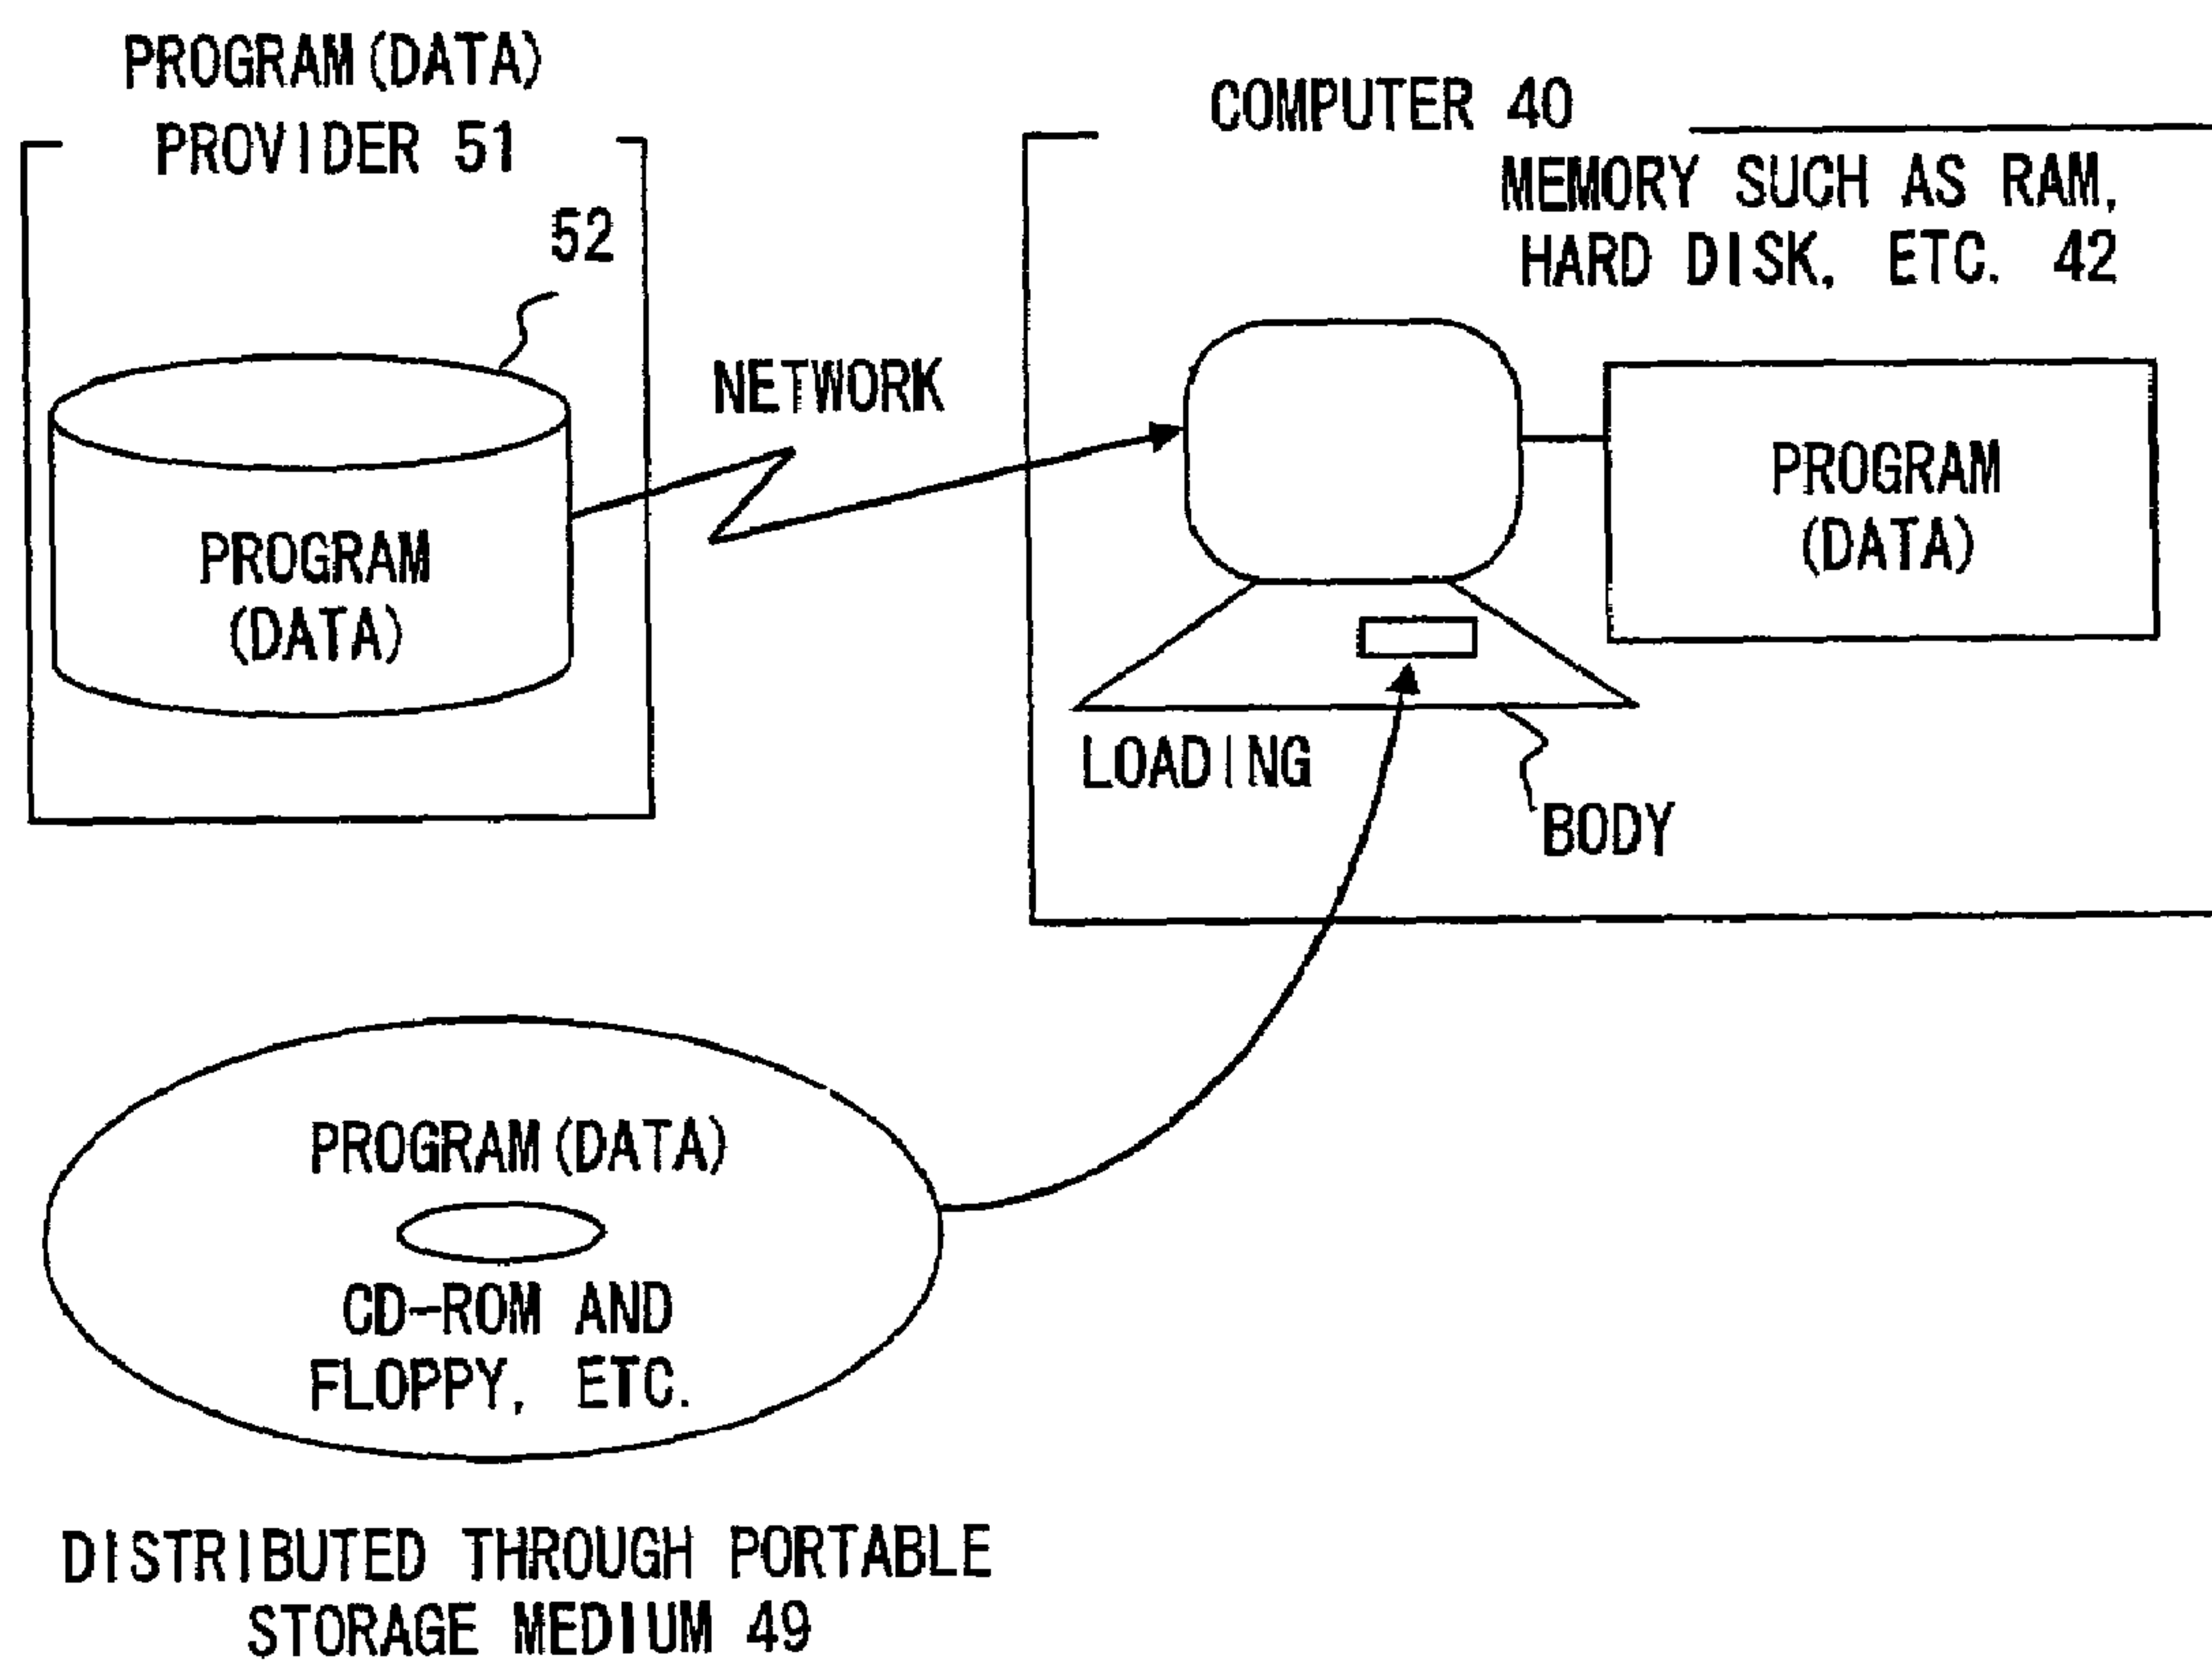 PROGRAM (DATA)
PROVIDER 51
52
PROGRAM
(DATA)
NETWORK
COMPUTER 40
MEMORY SUCH AS RAM,
HARD DISK, ETC. 42
PROGRAM
(DATA)
LOADING
BODY
PROGRAM (DATA)
CD-ROM AND
FLOPPY, ETC.
DISTRIBUTED THROUGH PORTABLE
STORAGE MEDIUM 49